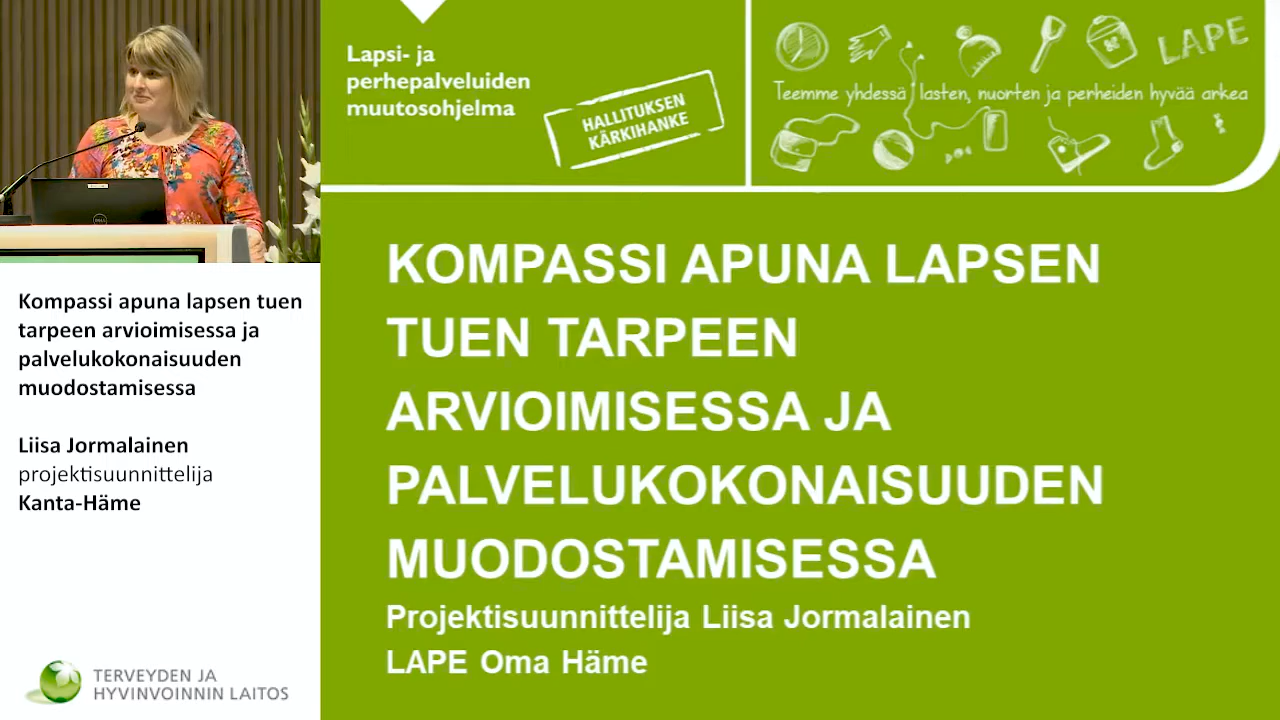 Lapsi- ja
perhepalveluiden
muutosohjelma
HALLITUKSEN
KÄRKIHANKE
LAPE
Teemme yhdessä lasten, nuorten ja perheiden hyvää arkea
KOMPASSI APUNA LAPSEN
TUEN TARPEEN
ARVIOIMISESSA JA
PALVELUKOKONAISUUDEN
MUODOSTAMISESSA
Projektisuunnittelija Liisa Jormalainen
LAPE Oma Häme
Kompassi apuna lapsen tuen
tarpeen arvioimisessa ja
palvelukokonaisuuden
muodostamisessa
Liisa Jormalainen
projektisuunnittelija
Kanta-Häme
TERVEYDEN JA
HYVINVOINNIN LAITOS
DELL